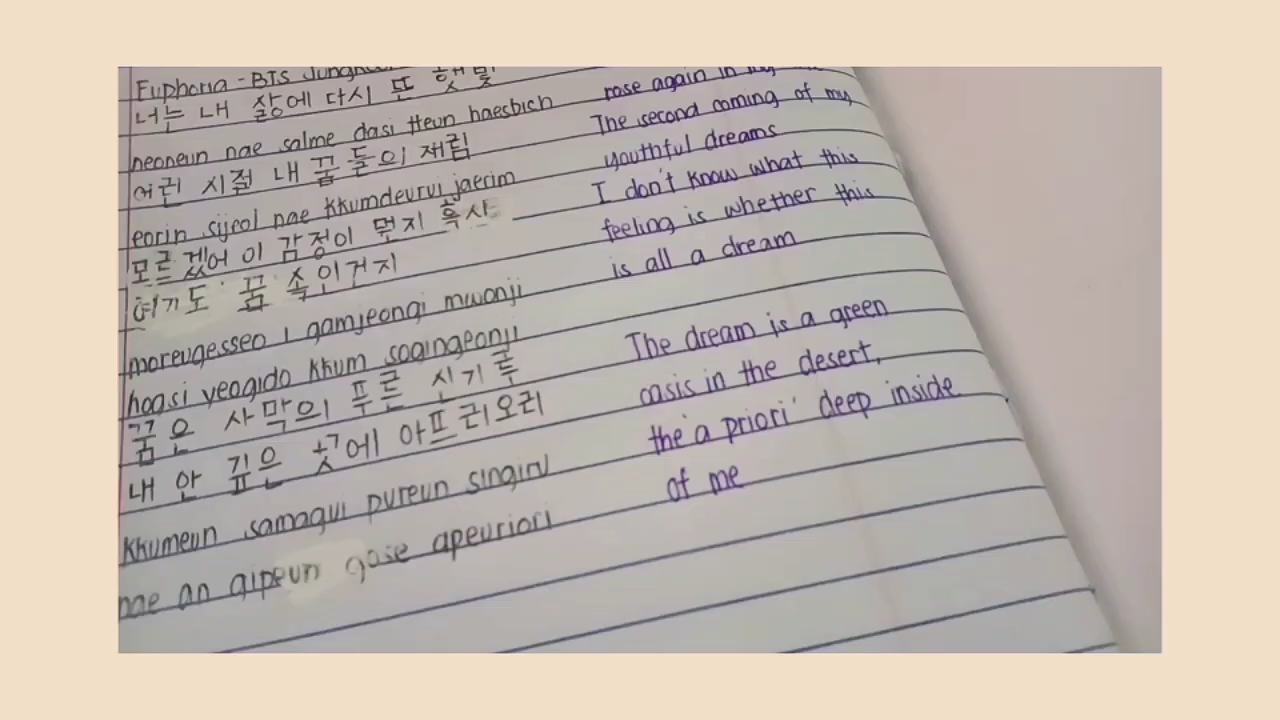 Euphoria - BTS
너는 내 삶에 다시 뜬 햇빛
neoneun nae salme dasi tteun haesbich
어린 시절 내 꿈들의 재림
eorin sijeol nae kkumdeurui jaerim
모르겠어 이 감정이 뭔지 혹시
여기도 꿈 속인건지
moreugesseo i gamjeongi mwonji
hogsi yeogido kkum sogingeonji
꿈은 사막의 푸른 신기루
내 안 깊은 곳에 아프리오리
kkumeun samagui pureun singiru
nae an gipeun gose apeuriori
rose again in
The second coming of my
youthful dreams
I don't know what this
feeling is whether this
is all a dream
The dream is a green
oasis in the desert,
the 'a priori' deep inside
of me